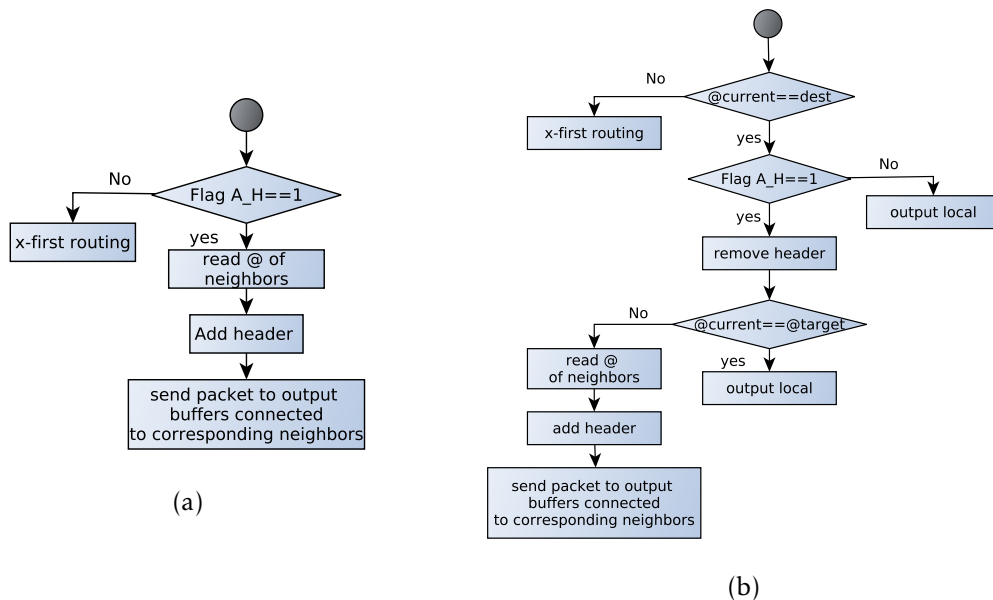 Flag A_H==1
No
x-first routing
yes
read @ of
neighbors
Add header
send packet to output
buffers connected
to corresponding neighbors
(a)
@current==dest
No
x-first routing
yes
Flag A_H==1
No
output local
yes
remove header
@current==@target
No
read @
of neighbors
yes
output local
add header
send packet to output
buffers connected
to corresponding neighbors
(b)